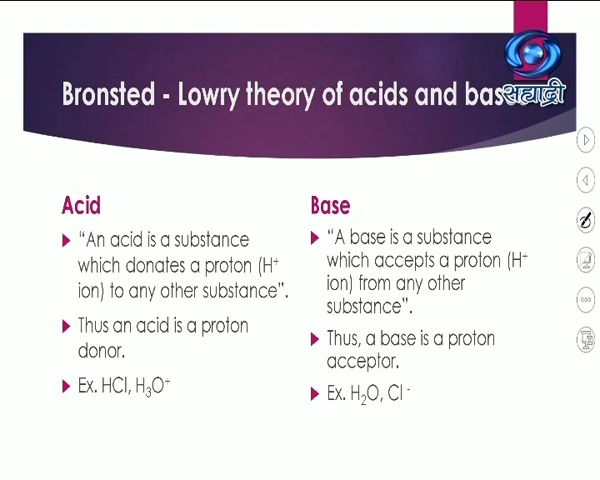 Bronsted - Lowry theory of acids and bases
सह्याद्री
Acid
"An acid is a substance
which donates a proton (H⁺
ion) to any other substance".
Thus an acid is a proton
donor.
Ex. HCl, H₃O⁺
Base
"A base is a substance
which accepts a proton (H⁺
ion) from any other
substance".
Thus, a base is a proton
acceptor.
Ex. H₂O, Cl ⁻